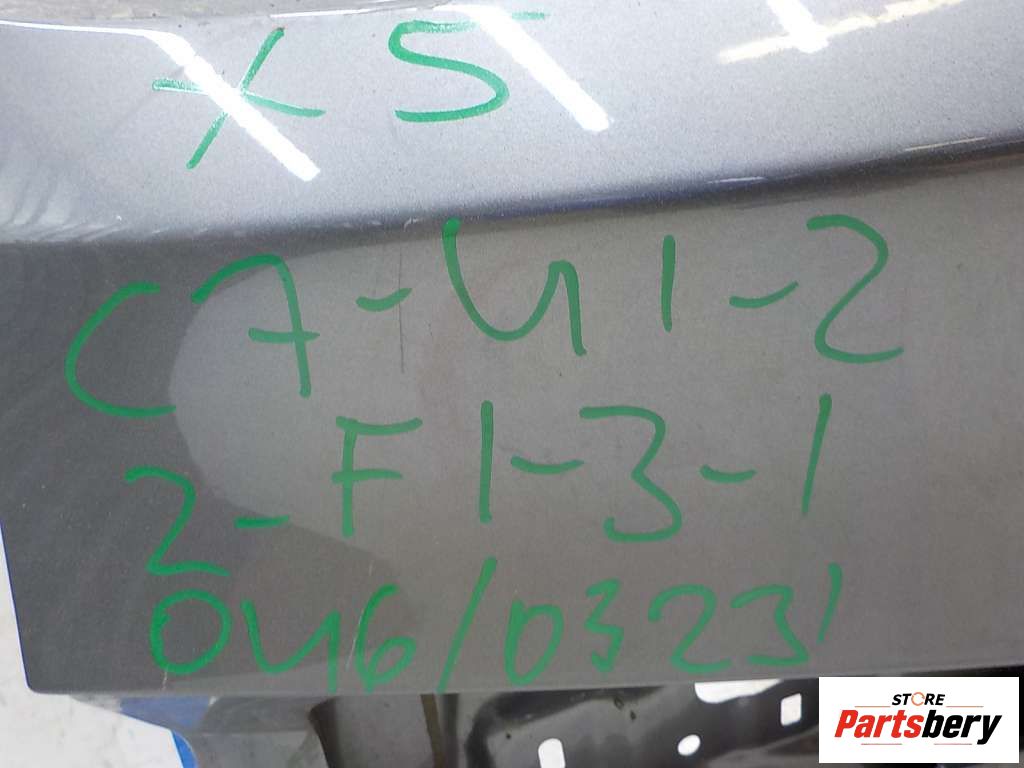 X5
C7-41-2
2-F1-3-1
046/03231
STORE
Partsbery